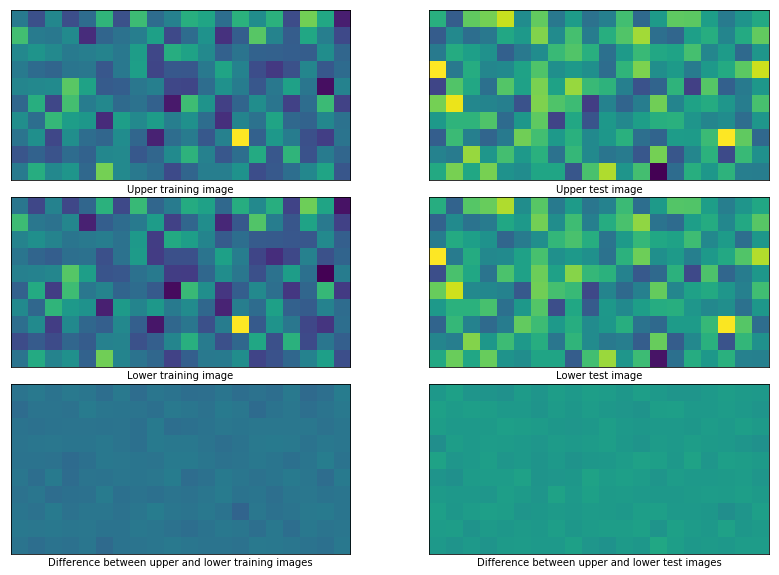 Upper training image
Upper test image
Lower training image
Lower test image
Difference between upper and lower training images
Difference between upper and lower test images